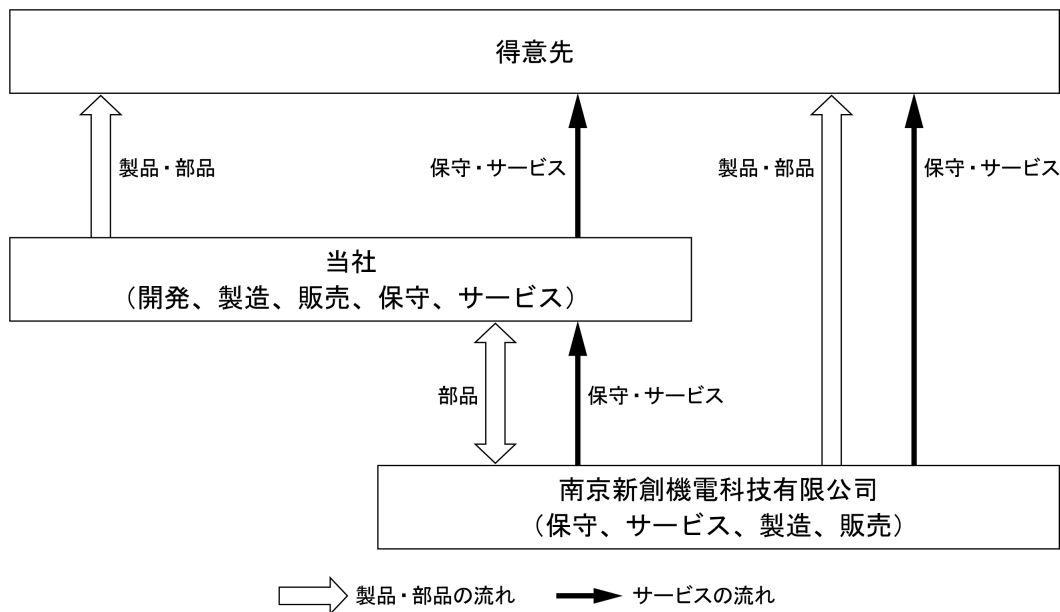 得意先
製品・部品
保守・サービス
製品・部品
保守・サービス
当社
（開発、製造、販売、保守、サービス）
部品
保守・サービス
南京新創機電科技有限公司
（保守、サービス、製造、販売）
製品・部品の流れ
サービスの流れ